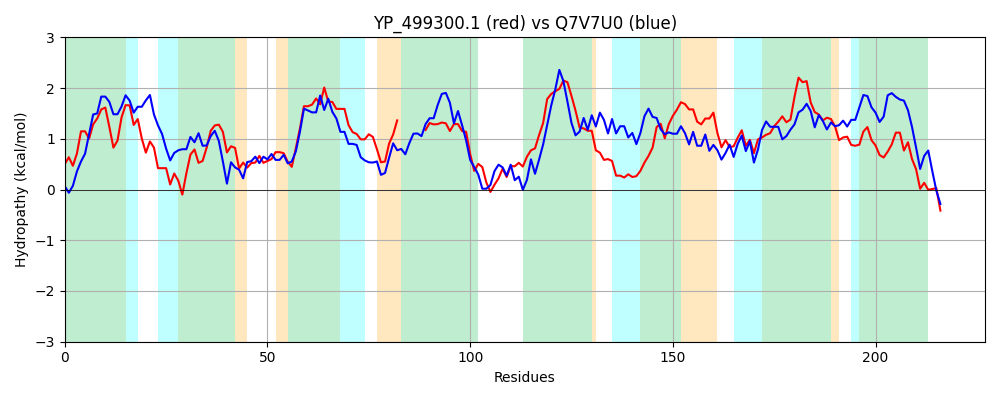 YP_499300.1 (red) vs Q7V7U0 (blue)
Hydropathy (kcal/mol)
3
2
1
0
−1
−2
−3
0 50 100 150 200
Residues